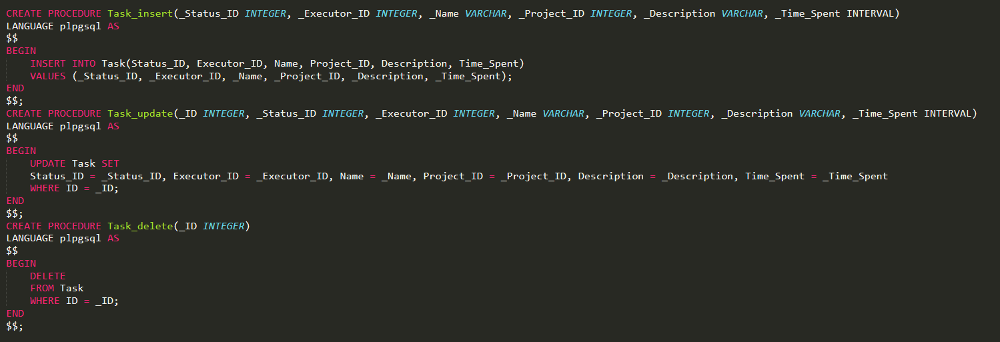 CREATE PROCEDURE Task_insert(_Status_ID INTEGER, _Executor_ID INTEGER, _Name VARCHAR, _Project_ID INTEGER, _Description VARCHAR, _Time_Spent INTERVAL)
LANGUAGE plpgsql AS
$$
BEGIN
    INSERT INTO Task(Status_ID, Executor_ID, Name, Project_ID, Description, Time_Spent)
    VALUES (_Status_ID, _Executor_ID, _Name, _Project_ID, _Description, _Time_Spent);
END
$$;
CREATE PROCEDURE Task_update(_ID INTEGER, _Status_ID INTEGER, _Executor_ID INTEGER, _Name VARCHAR, _Project_ID INTEGER, _Description VARCHAR, _Time_Spent INTERVAL)
LANGUAGE plpgsql AS
$$
BEGIN
    UPDATE Task SET
    Status_ID = _Status_ID, Executor_ID = _Executor_ID, Name = _Name, Project_ID = _Project_ID, Description = _Description, Time_Spent = _Time_Spent
    WHERE ID = _ID;
END
$$;
CREATE PROCEDURE Task_delete(_ID INTEGER)
LANGUAGE plpgsql AS
$$
BEGIN
    DELETE
    FROM Task
    WHERE ID = _ID;
END
$$;